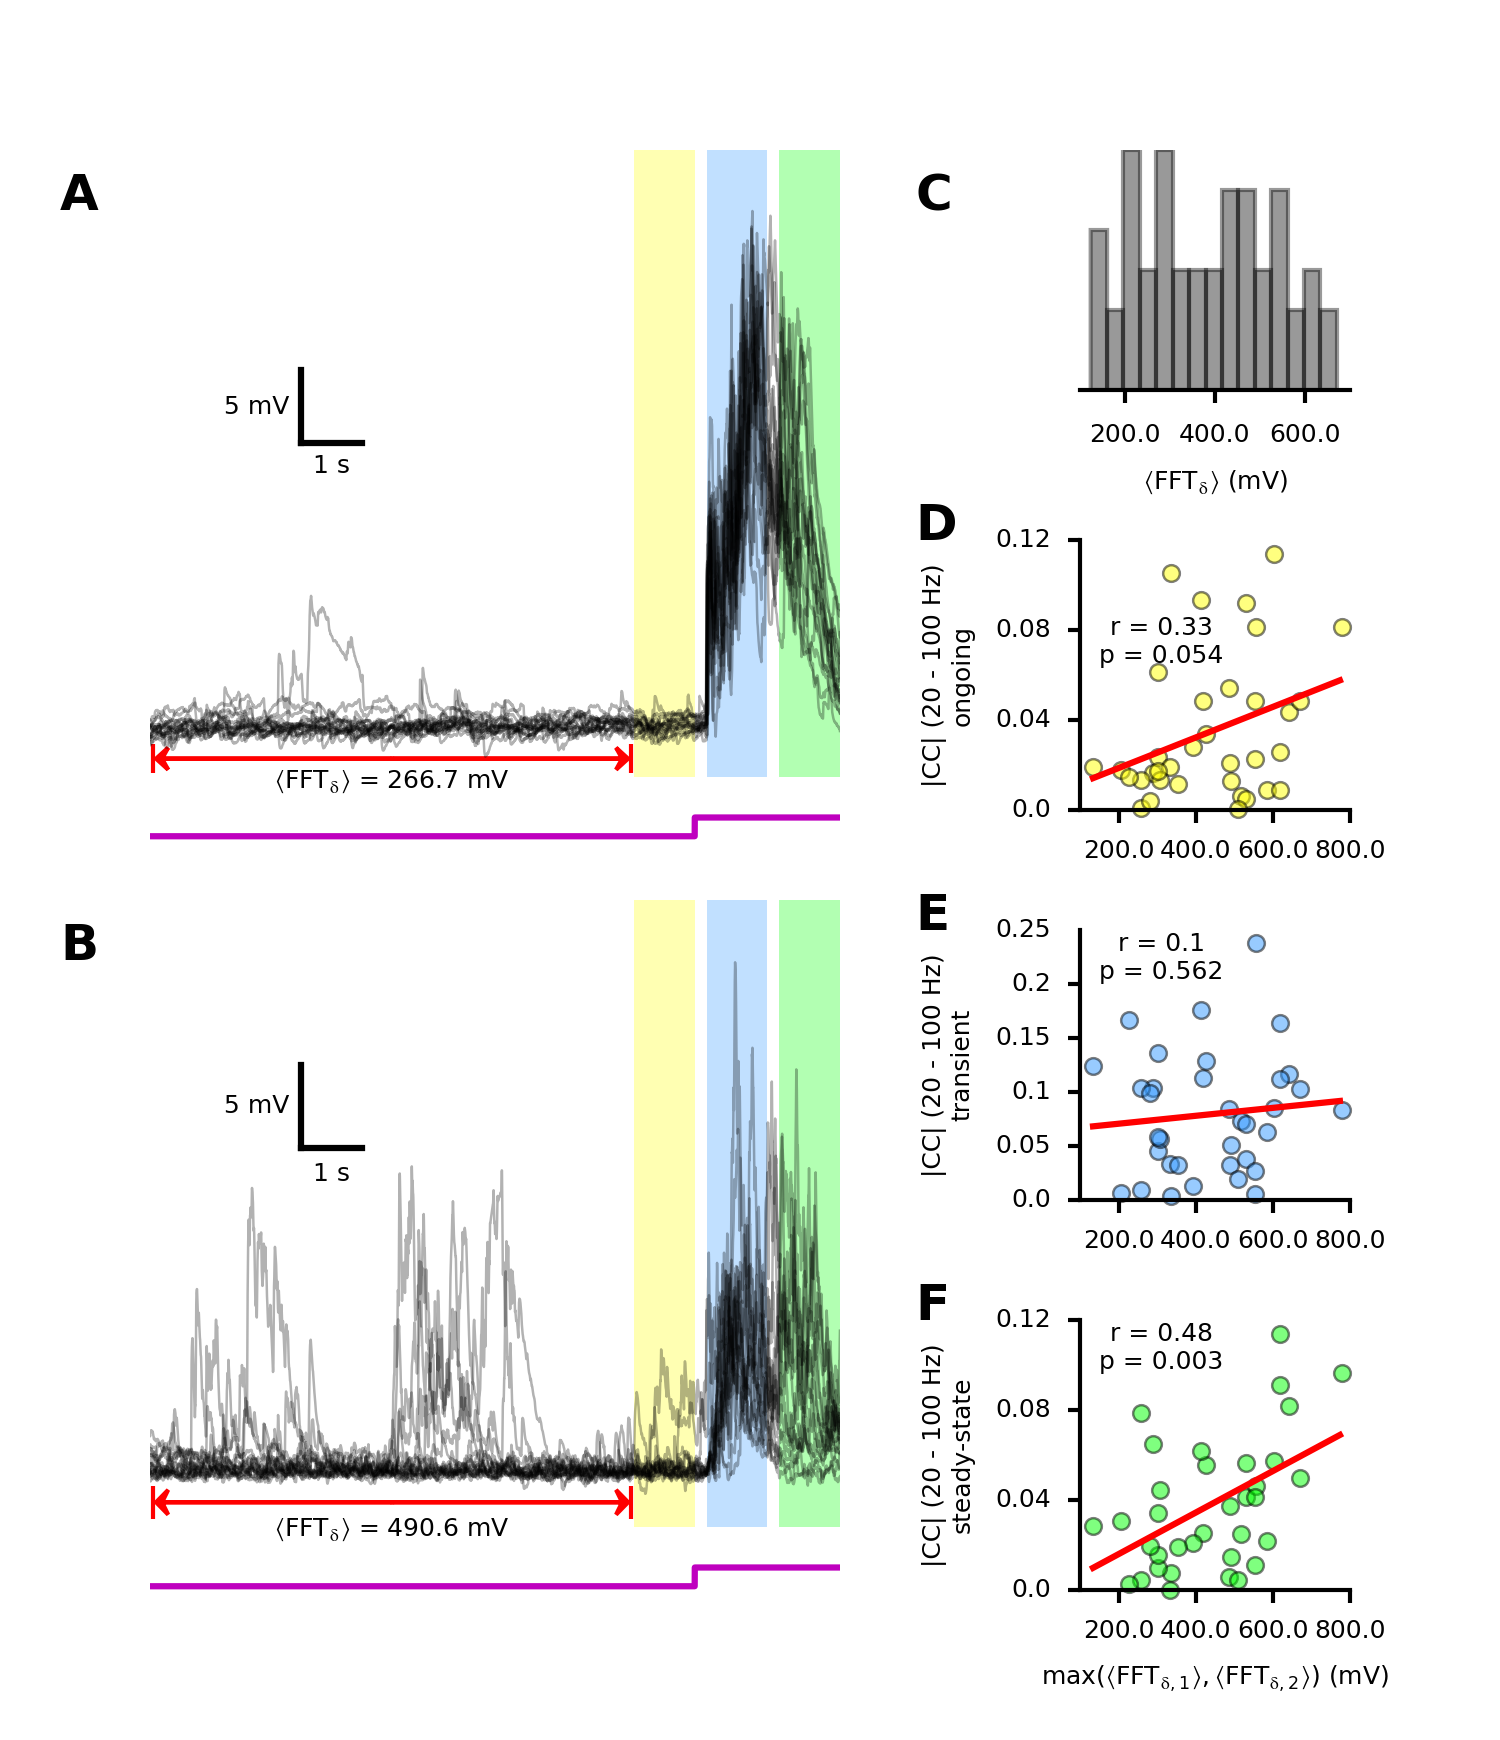 A
5 mV
1 s
⟨FFTδ⟩ = 266.7 mV
B
5 mV
1 s
⟨FFTδ⟩ = 490.6 mV
C
200.0 400.0 600.0
⟨FFTδ⟩ (mV)
D
|CC| (20 - 100 Hz)
ongoing
0.12
0.08
0.04
0.0
r = 0.33
p = 0.054
200.0 400.0 600.0 800.0
E
|CC| (20 - 100 Hz)
transient
0.25
0.2
0.15
0.1
0.05
0.0
r = 0.1
p = 0.562
200.0 400.0 600.0 800.0
F
|CC| (20 - 100 Hz)
steady-state
0.12
0.08
0.04
0.0
r = 0.48
p = 0.003
200.0 400.0 600.0 800.0
max(⟨FFTδ, 1⟩, ⟨FFTδ, 2⟩) (mV)